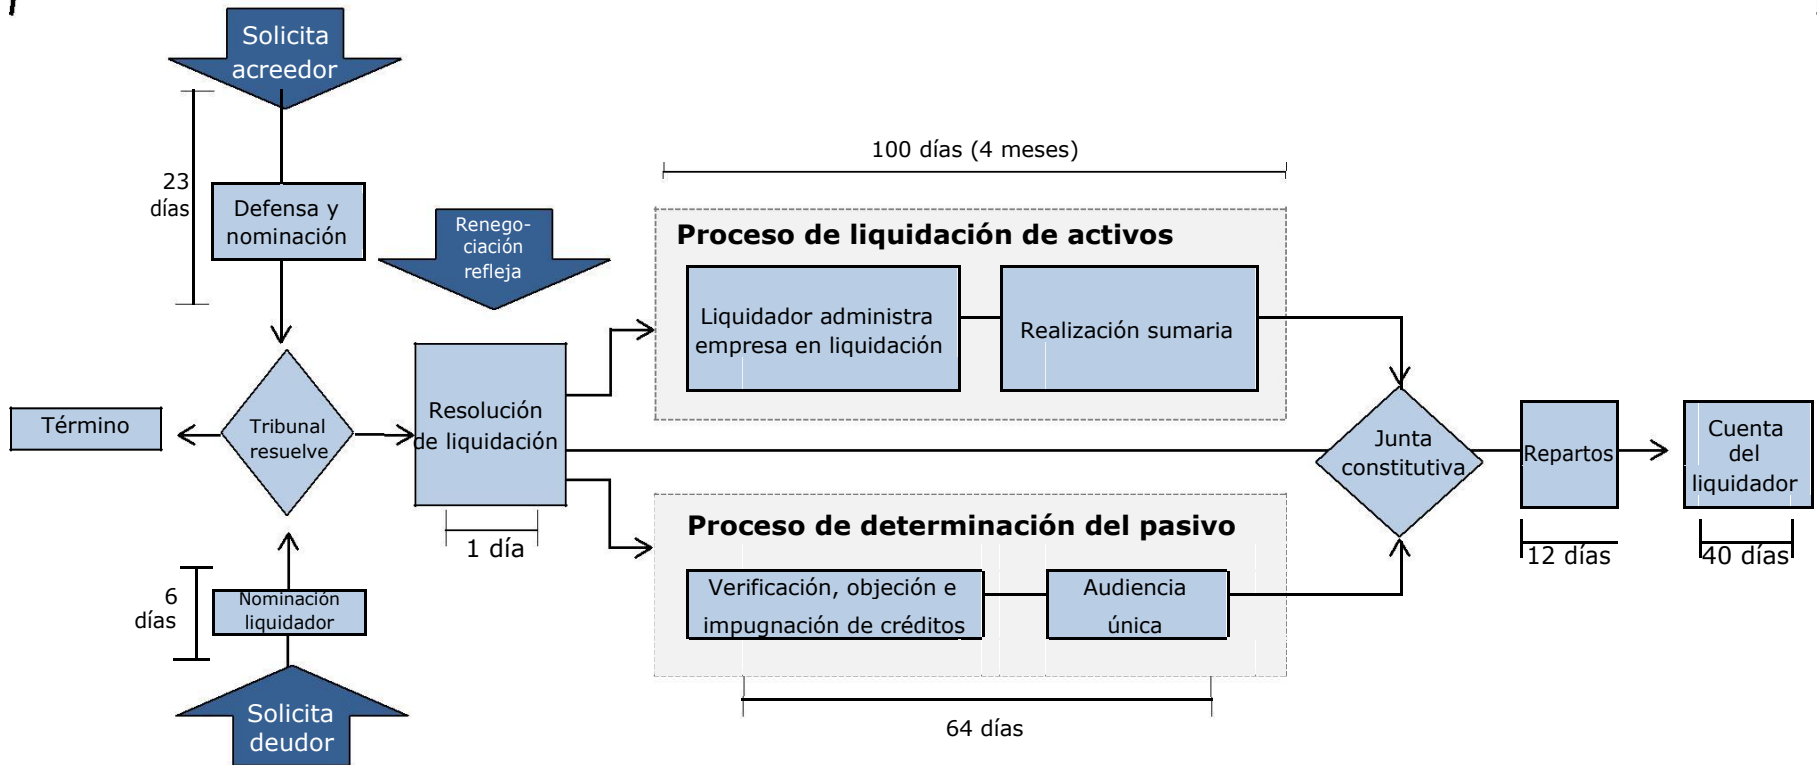 Solicita
acreedor
23
días
Defensa y
nominación
Renego-
ciación
refleja
100 días (4 meses)
Proceso de liquidación de activos
Liquidador administra
empresa en liquidación
Realización sumaria
Término
Tribunal
resuelve
Resolución
de liquidación
1 día
Junta
constitutiva
Repartos
12 días
Cuenta
del
liquidador
40 días
Proceso de determinación del pasivo
Verificación, objeción e
impugnación de créditos
Audiencia
única
64 días
6
días
Nominación
liquidador
Solicita
deudor